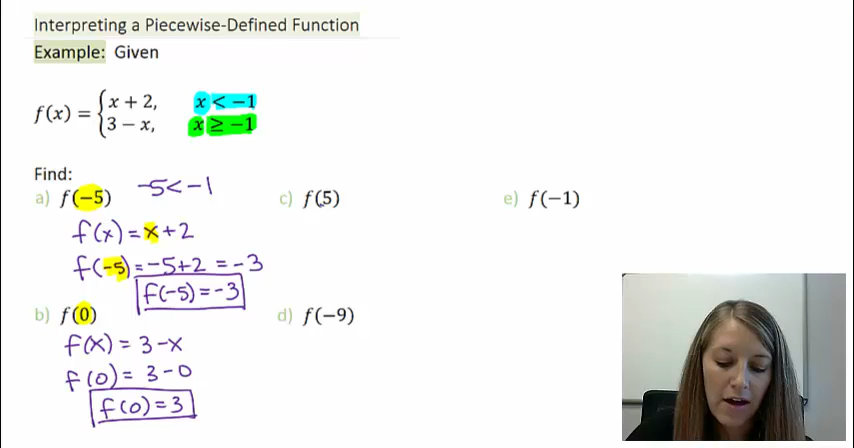 Interpreting a Piecewise-Defined Function
Example: Given
f(x) = { x + 2, x < −1
3 − x, x ≥ −1
Find:
a) f(−5) -5 < -1
f(x) = x + 2
f(-5) = -5+2 = -3
f(-5) = -3
b) f(0)
f(x) = 3 - x
f(0) = 3 - 0
f(0) = 3
c) f(5)
d) f(−9)
e) f(−1)